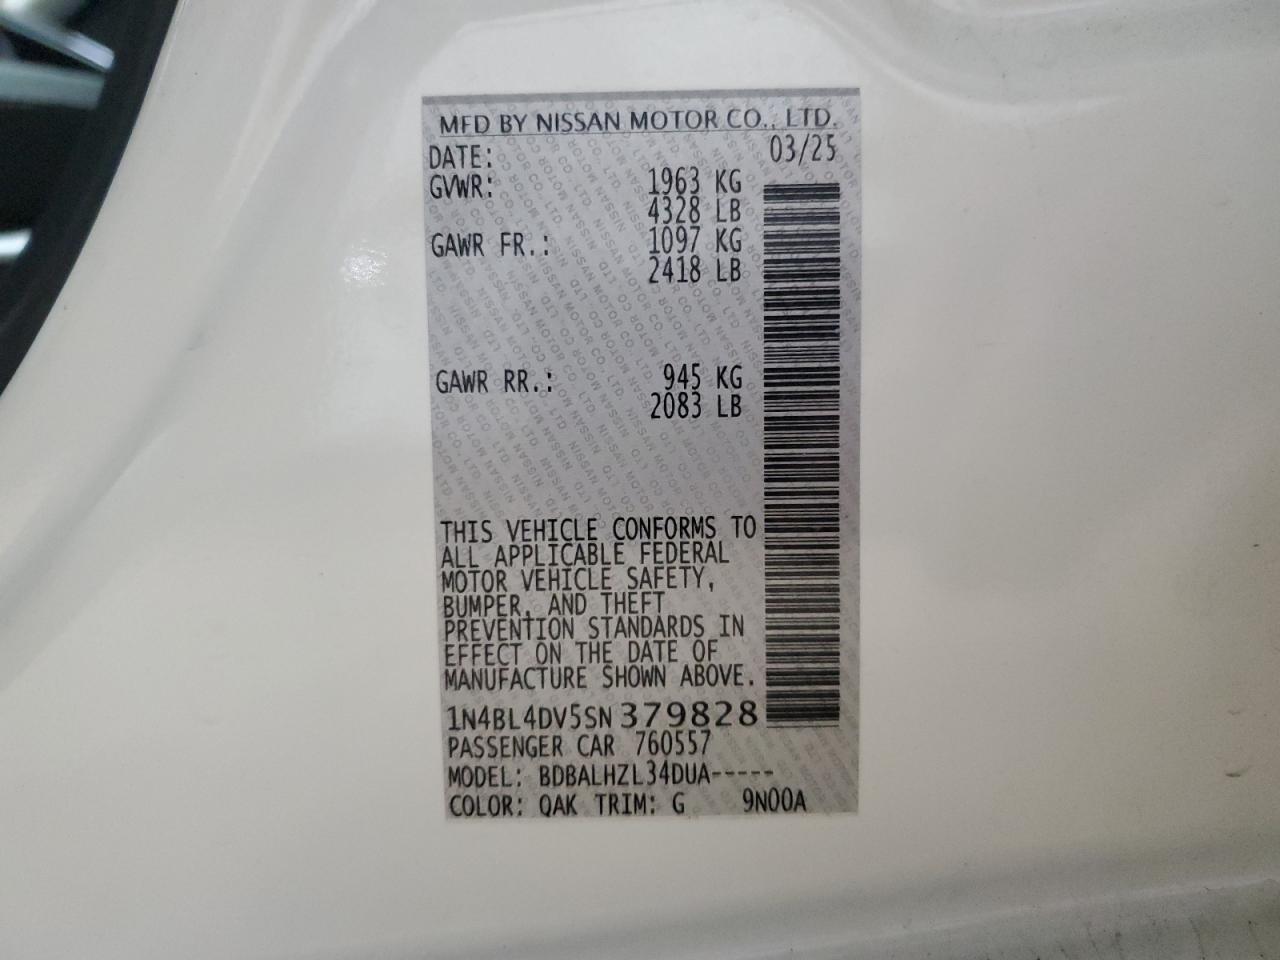 MFD BY NISSAN MOTOR CO., LTD.
DATE: 03/25
GVWR: 1963 KG
4328 LB
GAWR FR.: 1097 KG
2418 LB
GAWR RR.: 945 KG
2083 LB
THIS VEHICLE CONFORMS TO
ALL APPLICABLE FEDERAL
MOTOR VEHICLE SAFETY,
BUMPER, AND THEFT
PREVENTION STANDARDS IN
EFFECT ON THE DATE OF
MANUFACTURE SHOWN ABOVE.
1N4BL4DV5SN379828
PASSENGER CAR 760557
MODEL: BDBALHZL34DUA-----
COLOR: QAK TRIM: G 9N00A